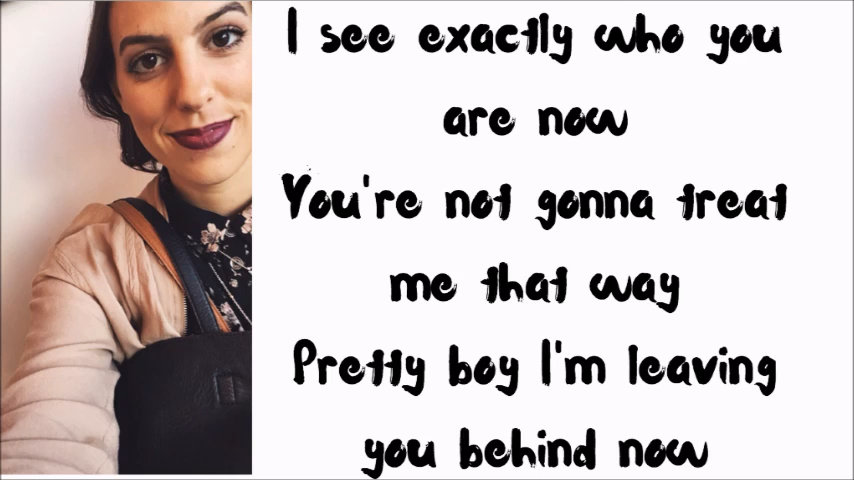 I see exactly who you
are now
You're not gonna treat
me that way
Pretty boy I'm leaving
you behind now